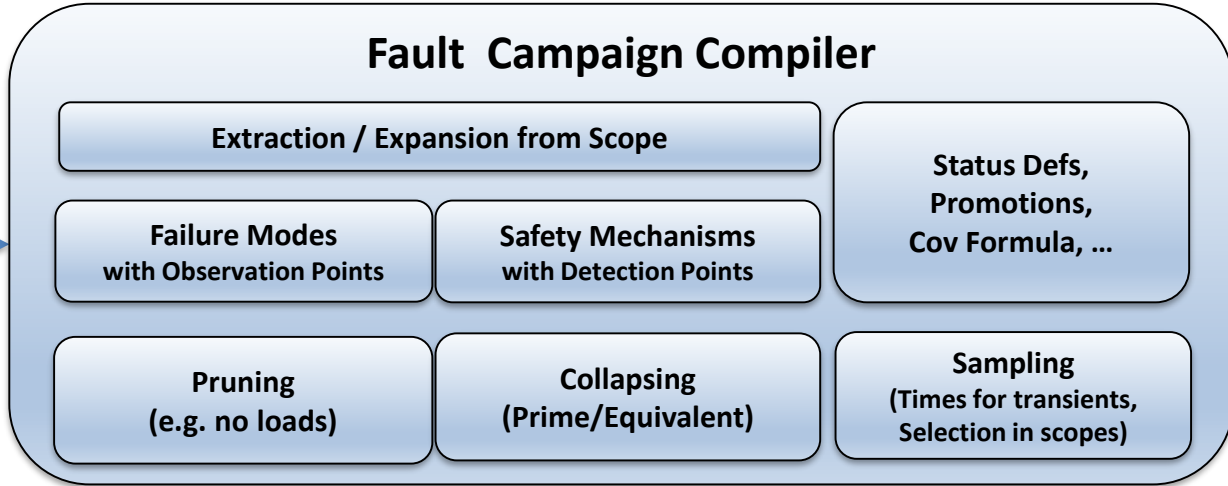 Fault Campaign Compiler
Extraction / Expansion from Scope
Status Defs,
Promotions,
Cov Formula, ...
Failure Modes
with Observation Points
Safety Mechanisms
with Detection Points
Pruning
(e.g. no loads)
Collapsing
(Prime/Equivalent)
Sampling
(Times for transients,
Selection in scopes)